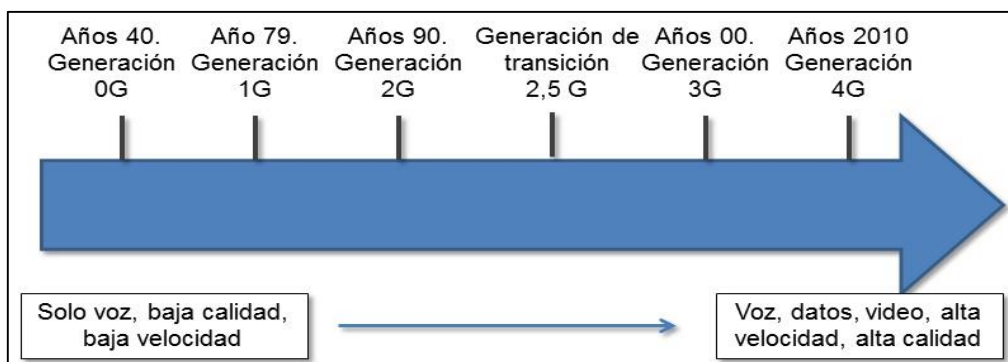 Años 40.
Generación
0G
Año 79.
Generación
1G
Años 90.
Generación
2G
Generación de
transición
2,5 G
Años 00.
Generación
3G
Años 2010
Generación
4G
Solo voz, baja calidad,
baja velocidad
Voz, datos, video, alta
velocidad, alta calidad